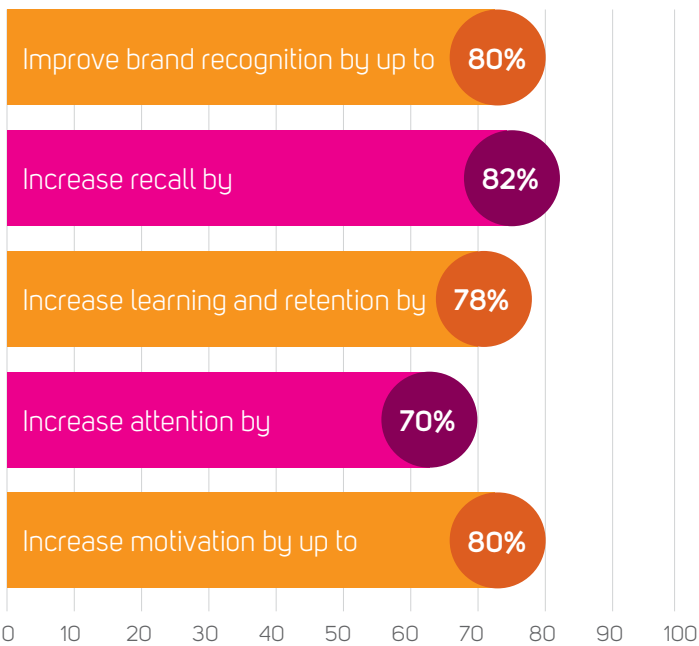 Improve brand recognition by up to 80%
Increase recall by 82%
Increase learning and retention by 78%
Increase attention by 70%
Increase motivation by up to 80%
0 10 20 30 40 50 60 70 80 90 100